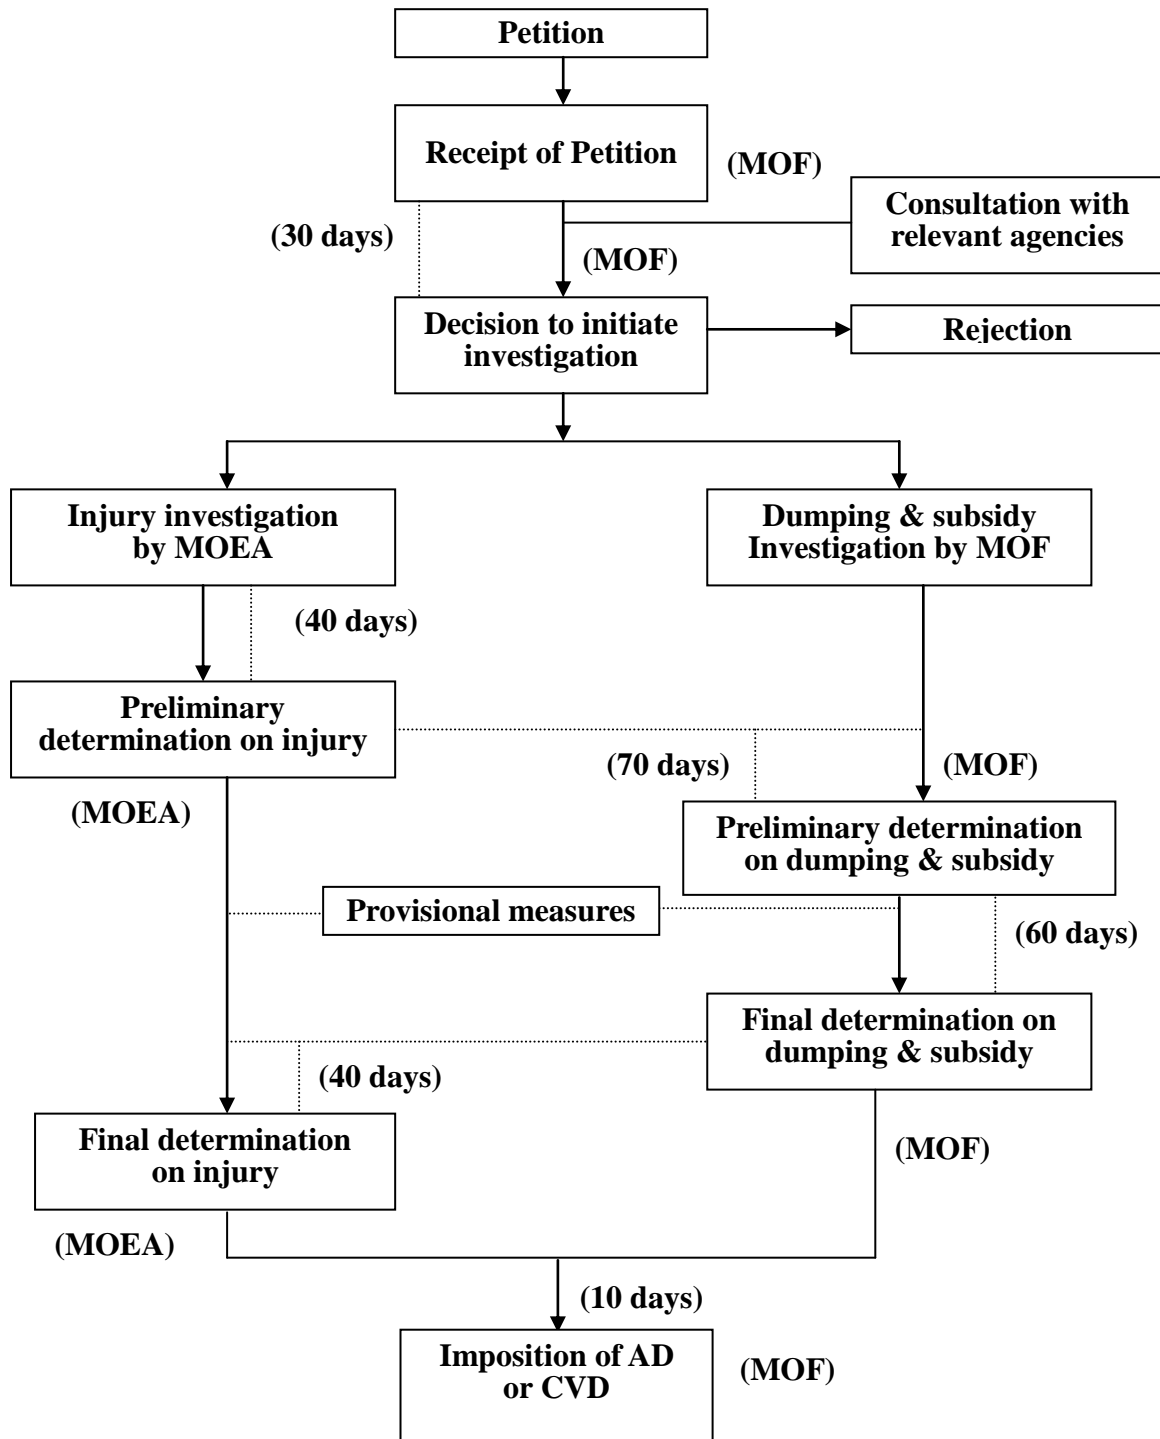 Petition
Receipt of Petition
(MOF)
Consultation with
relevant agencies
(30 days)
(MOF)
Decision to initiate
investigation
Rejection
Injury investigation
by MOEA
Dumping & subsidy
Investigation by MOF
(40 days)
Preliminary
determination on injury
(70 days)
(MOF)
(MOEA)
Preliminary determination
on dumping & subsidy
Provisional measures
(60 days)
Final determination on
dumping & subsidy
(40 days)
Final determination
on injury
(MOF)
(MOEA)
(10 days)
Imposition of AD
or CVD
(MOF)